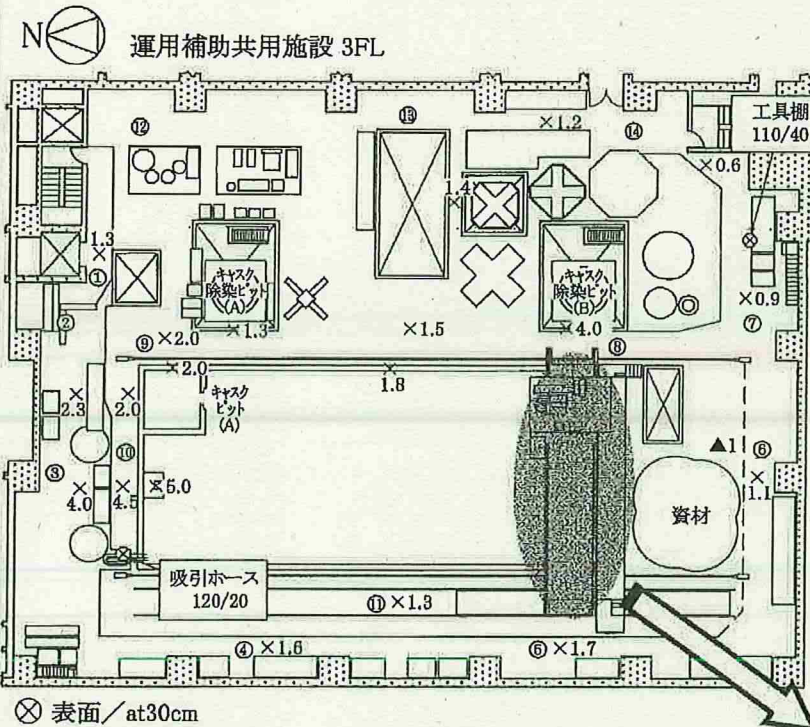 N
運用補助共用施設 3FL
⑫
⑬
×1.2
⑭
工具棚
110/40
×0.6
1.4
×
1.3
×
①
キャスク
除染ピット
(A)
キャスク
除染ピット
(B)
②
×0.9
⑨
×2.0
×1.3
×1.5
×4.0
⑧
⑦
×2.0
×
1.8
×
2.3
×
2.0
キャスク
ピット
(A)
⑩
▲1
⑥
③
×
4.0
×
4.5
×5.0
×
1.1
資材
吸引ホース
120/20
⑪ ×1.3
④ ×1.6
⑤ ×1.7
⊗ 表面/at30cm